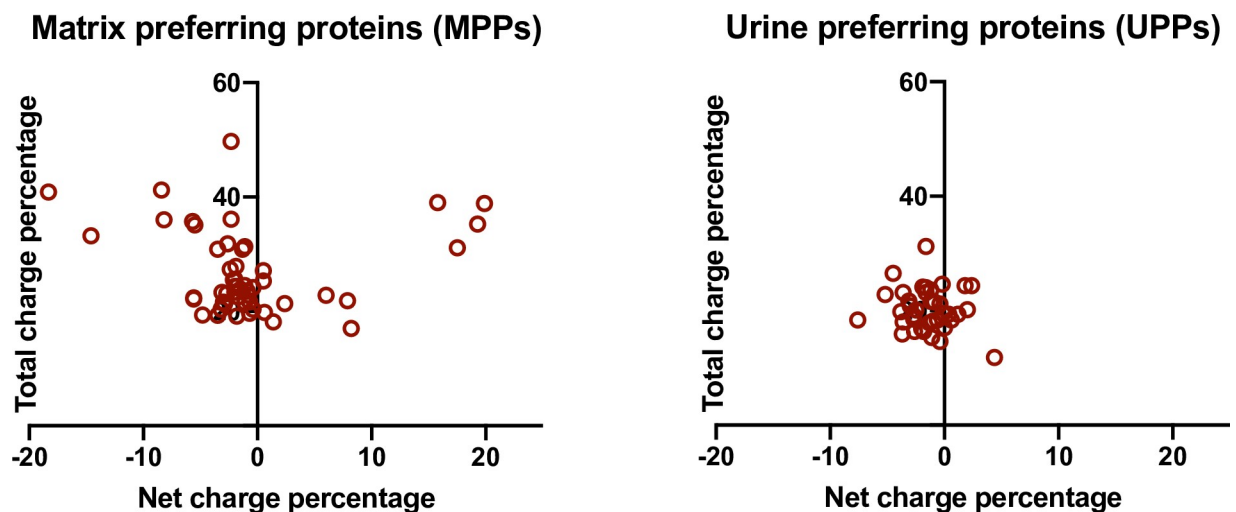 Matrix preferring proteins (MPPs)
Total charge percentage
60
40
-20
-10
0
10
20
Net charge percentage
Urine preferring proteins (UPPs)
Total charge percentage
60
40
-20
-10
0
10
20
Net charge percentage